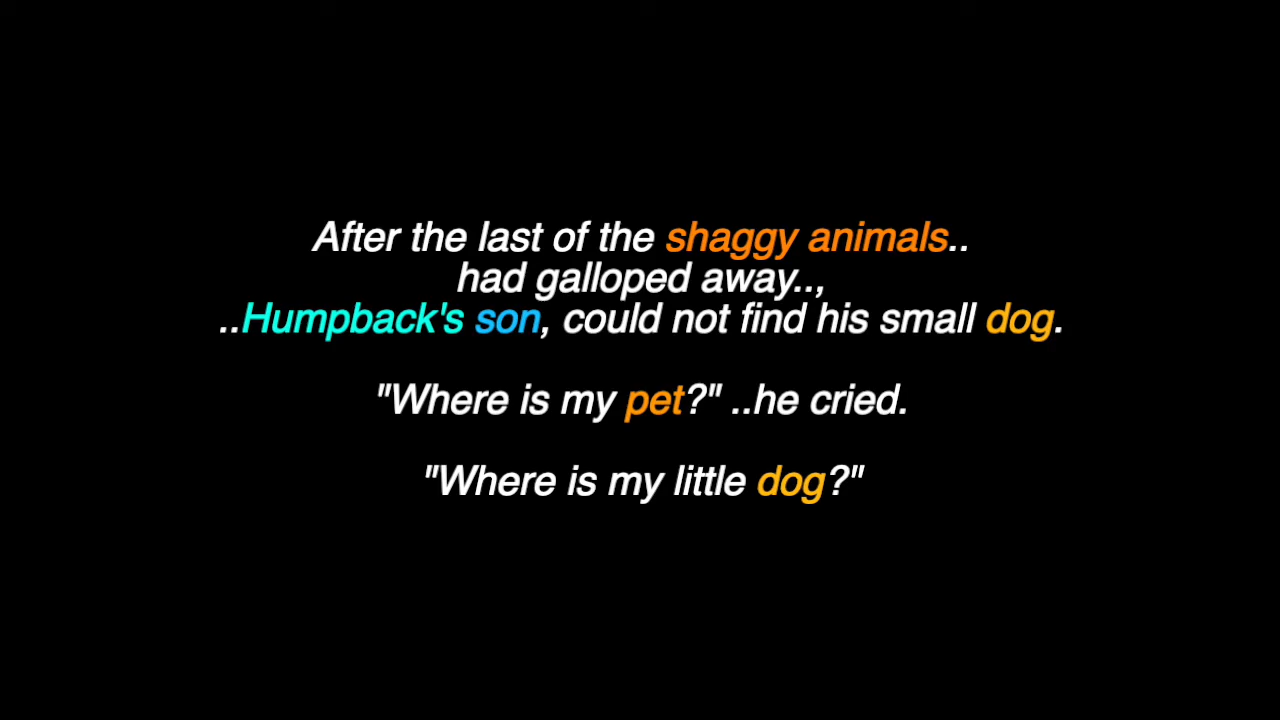 After the last of the shaggy animals..
had galloped away..,
..Humpback's son, could not find his small dog.
"Where is my pet?" ..he cried.
"Where is my little dog?"